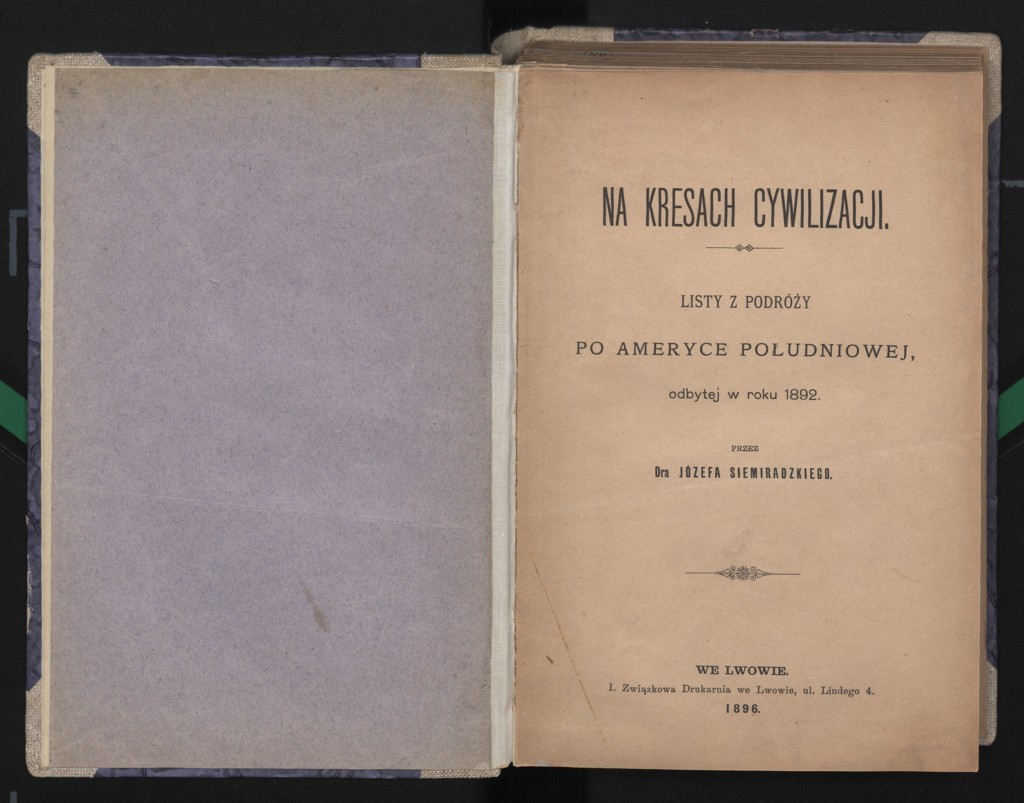 NA KRESACH CYWILIZACJI.
LISTY Z PODRÓŻY
PO AMERYCE POŁUDNIOWEJ,
odbytej w roku 1892.
PRZEZ
Dra JÓZEFA SIEMIRADZKIEGO.
WE LWOWIE.
I. Związkowa Drukarnia we Lwowie, ul. Lindego 4.
1896.